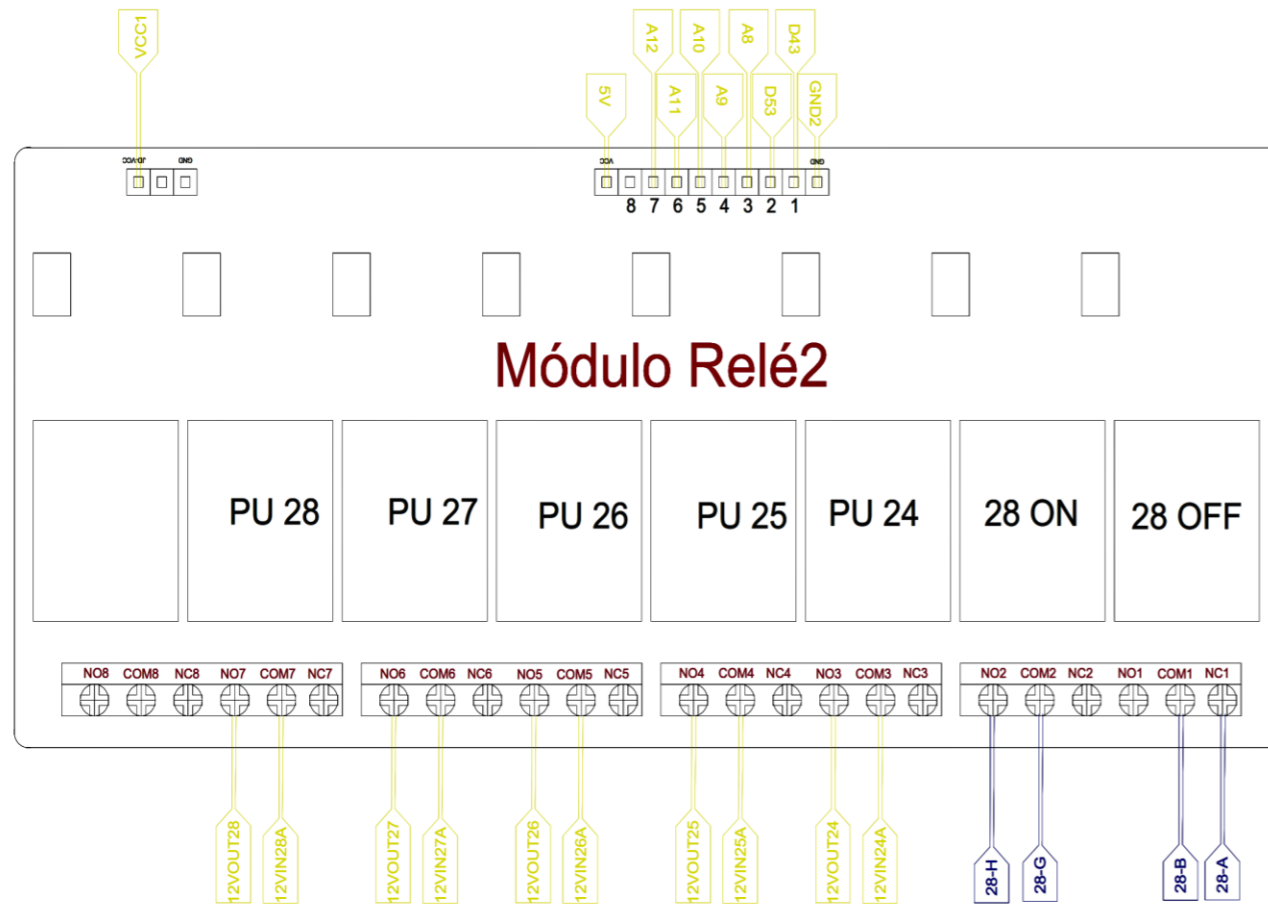 VCC1
A12 A10 A8 D43
5V A11 A9 D53 GND2
JD-VCC GND VCC GND
8 7 6 5 4 3 2 1
Módulo Relé2
PU 28 PU 27 PU 26 PU 25 PU 24 28 ON 28 OFF
NO8 COM8 NC8 NO7 COM7 NC7 NO6 COM6 NC6 NO5 COM5 NC5 NO4 COM4 NC4 NO3 COM3 NC3 NO2 COM2 NC2 NO1 COM1 NC1
12VOUT28 12VIN28A 12VOUT27 12VIN27A 12VOUT26 12VIN26A 12VOUT25 12VIN25A 12VOUT24 12VIN24A 28-H 28-G 28-B 28-A